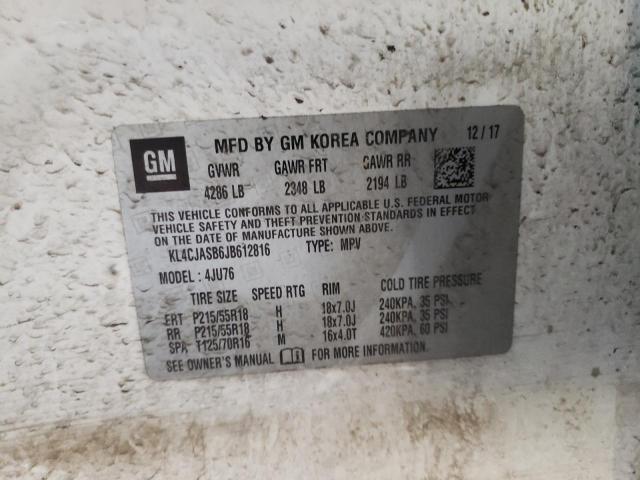 GM MFD BY GM KOREA COMPANY 12/17
GVWR GAWR FRT GAWR RR
4286 LB 2348 LB 2194 LB
THIS VEHICLE CONFORMS TO ALL APPLICABLE U.S. FEDERAL MOTOR
VEHICLE SAFETY AND THEFT PREVENTION STANDARDS IN EFFECT
ON THE DATE OF MANUFACTURE SHOWN ABOVE.
KL4CJASB6JB612816 TYPE: MPV
MODEL: 4JU76
TIRE SIZE SPEED RTG RIM COLD TIRE PRESSURE
FRT P215/55R18 H 18x7.0J 240KPA, 35 PSI
RR P215/55R18 H 18x7.0J 240KPA, 35 PSI
SPA T125/70R16 M 16x4.0T 420KPA, 60 PSI
SEE OWNER'S MANUAL FOR MORE INFORMATION.